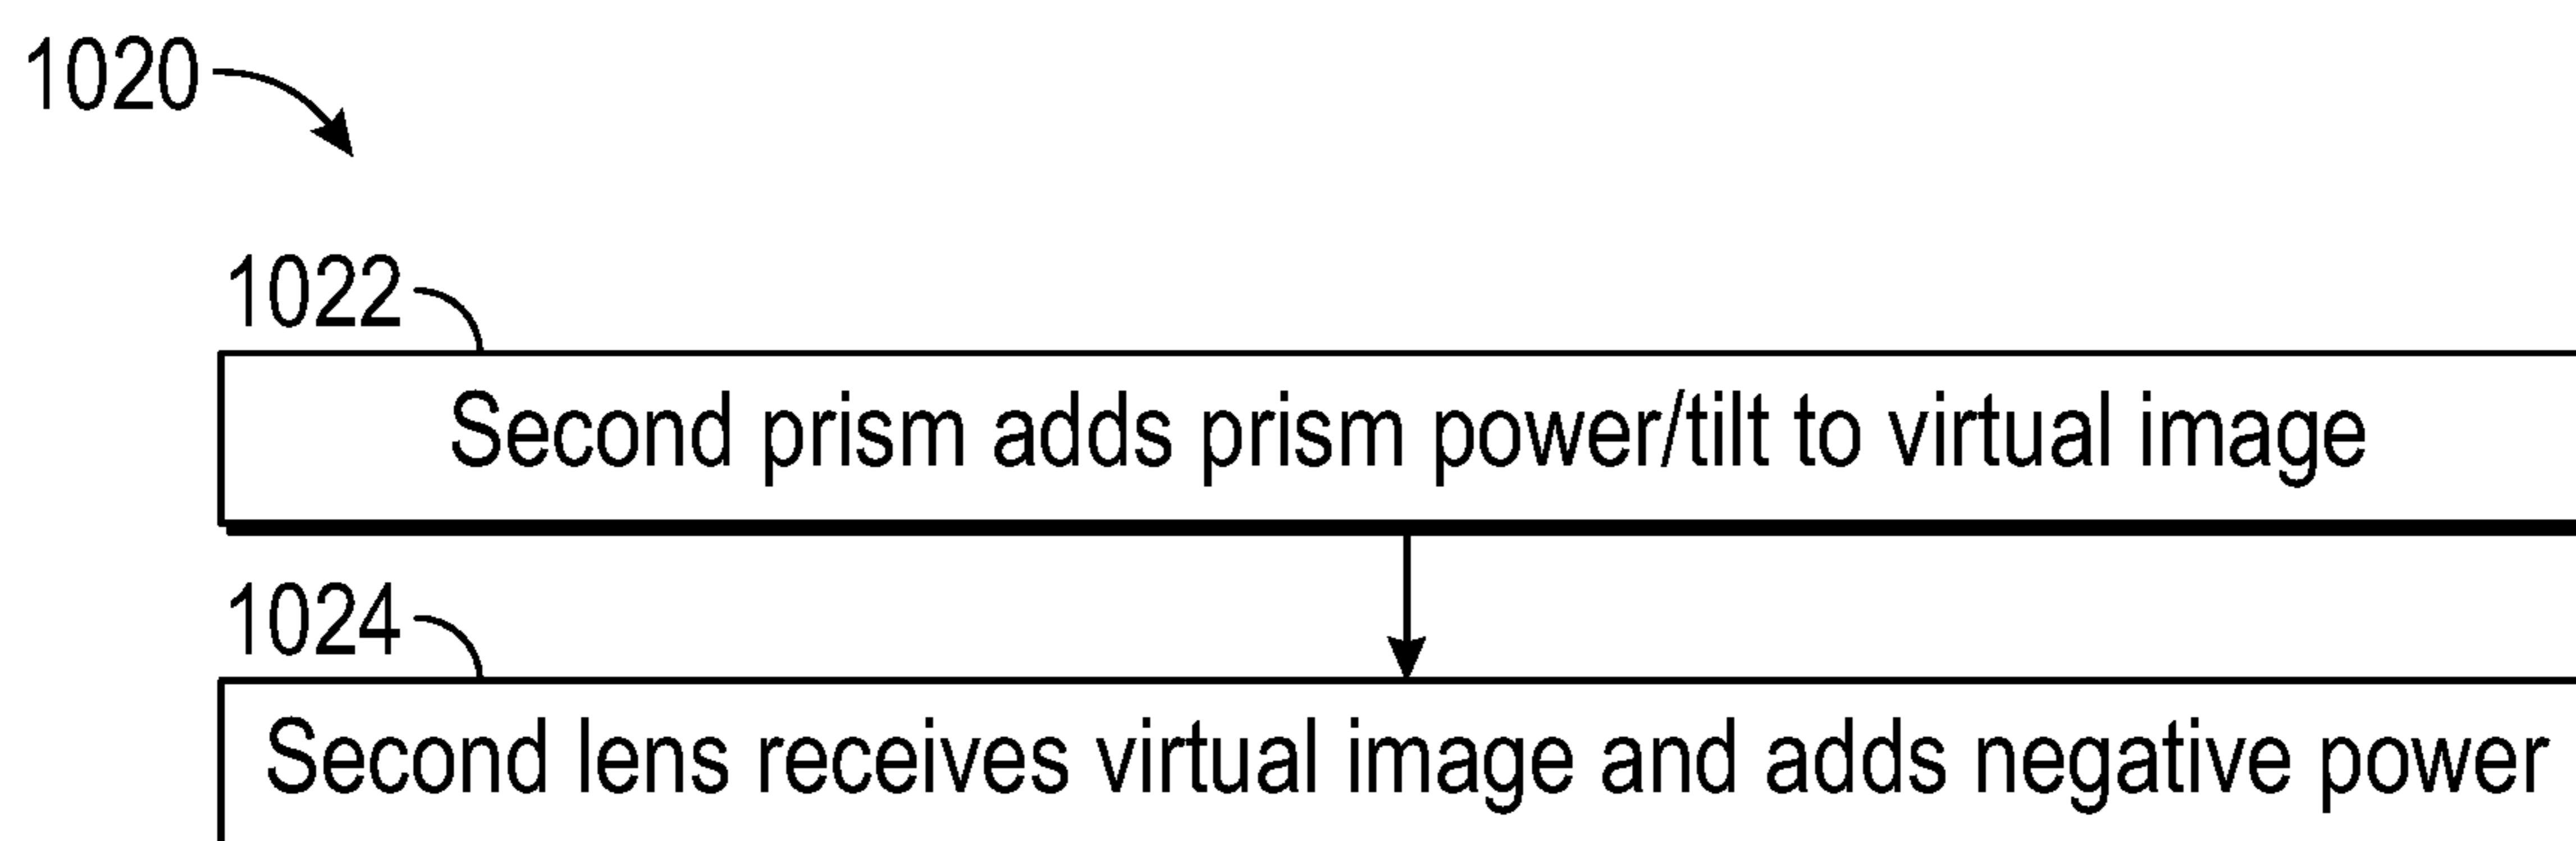 1020
1022
Second prism adds prism power/tilt to virtual image
1024
Second lens receives virtual image and adds negative power